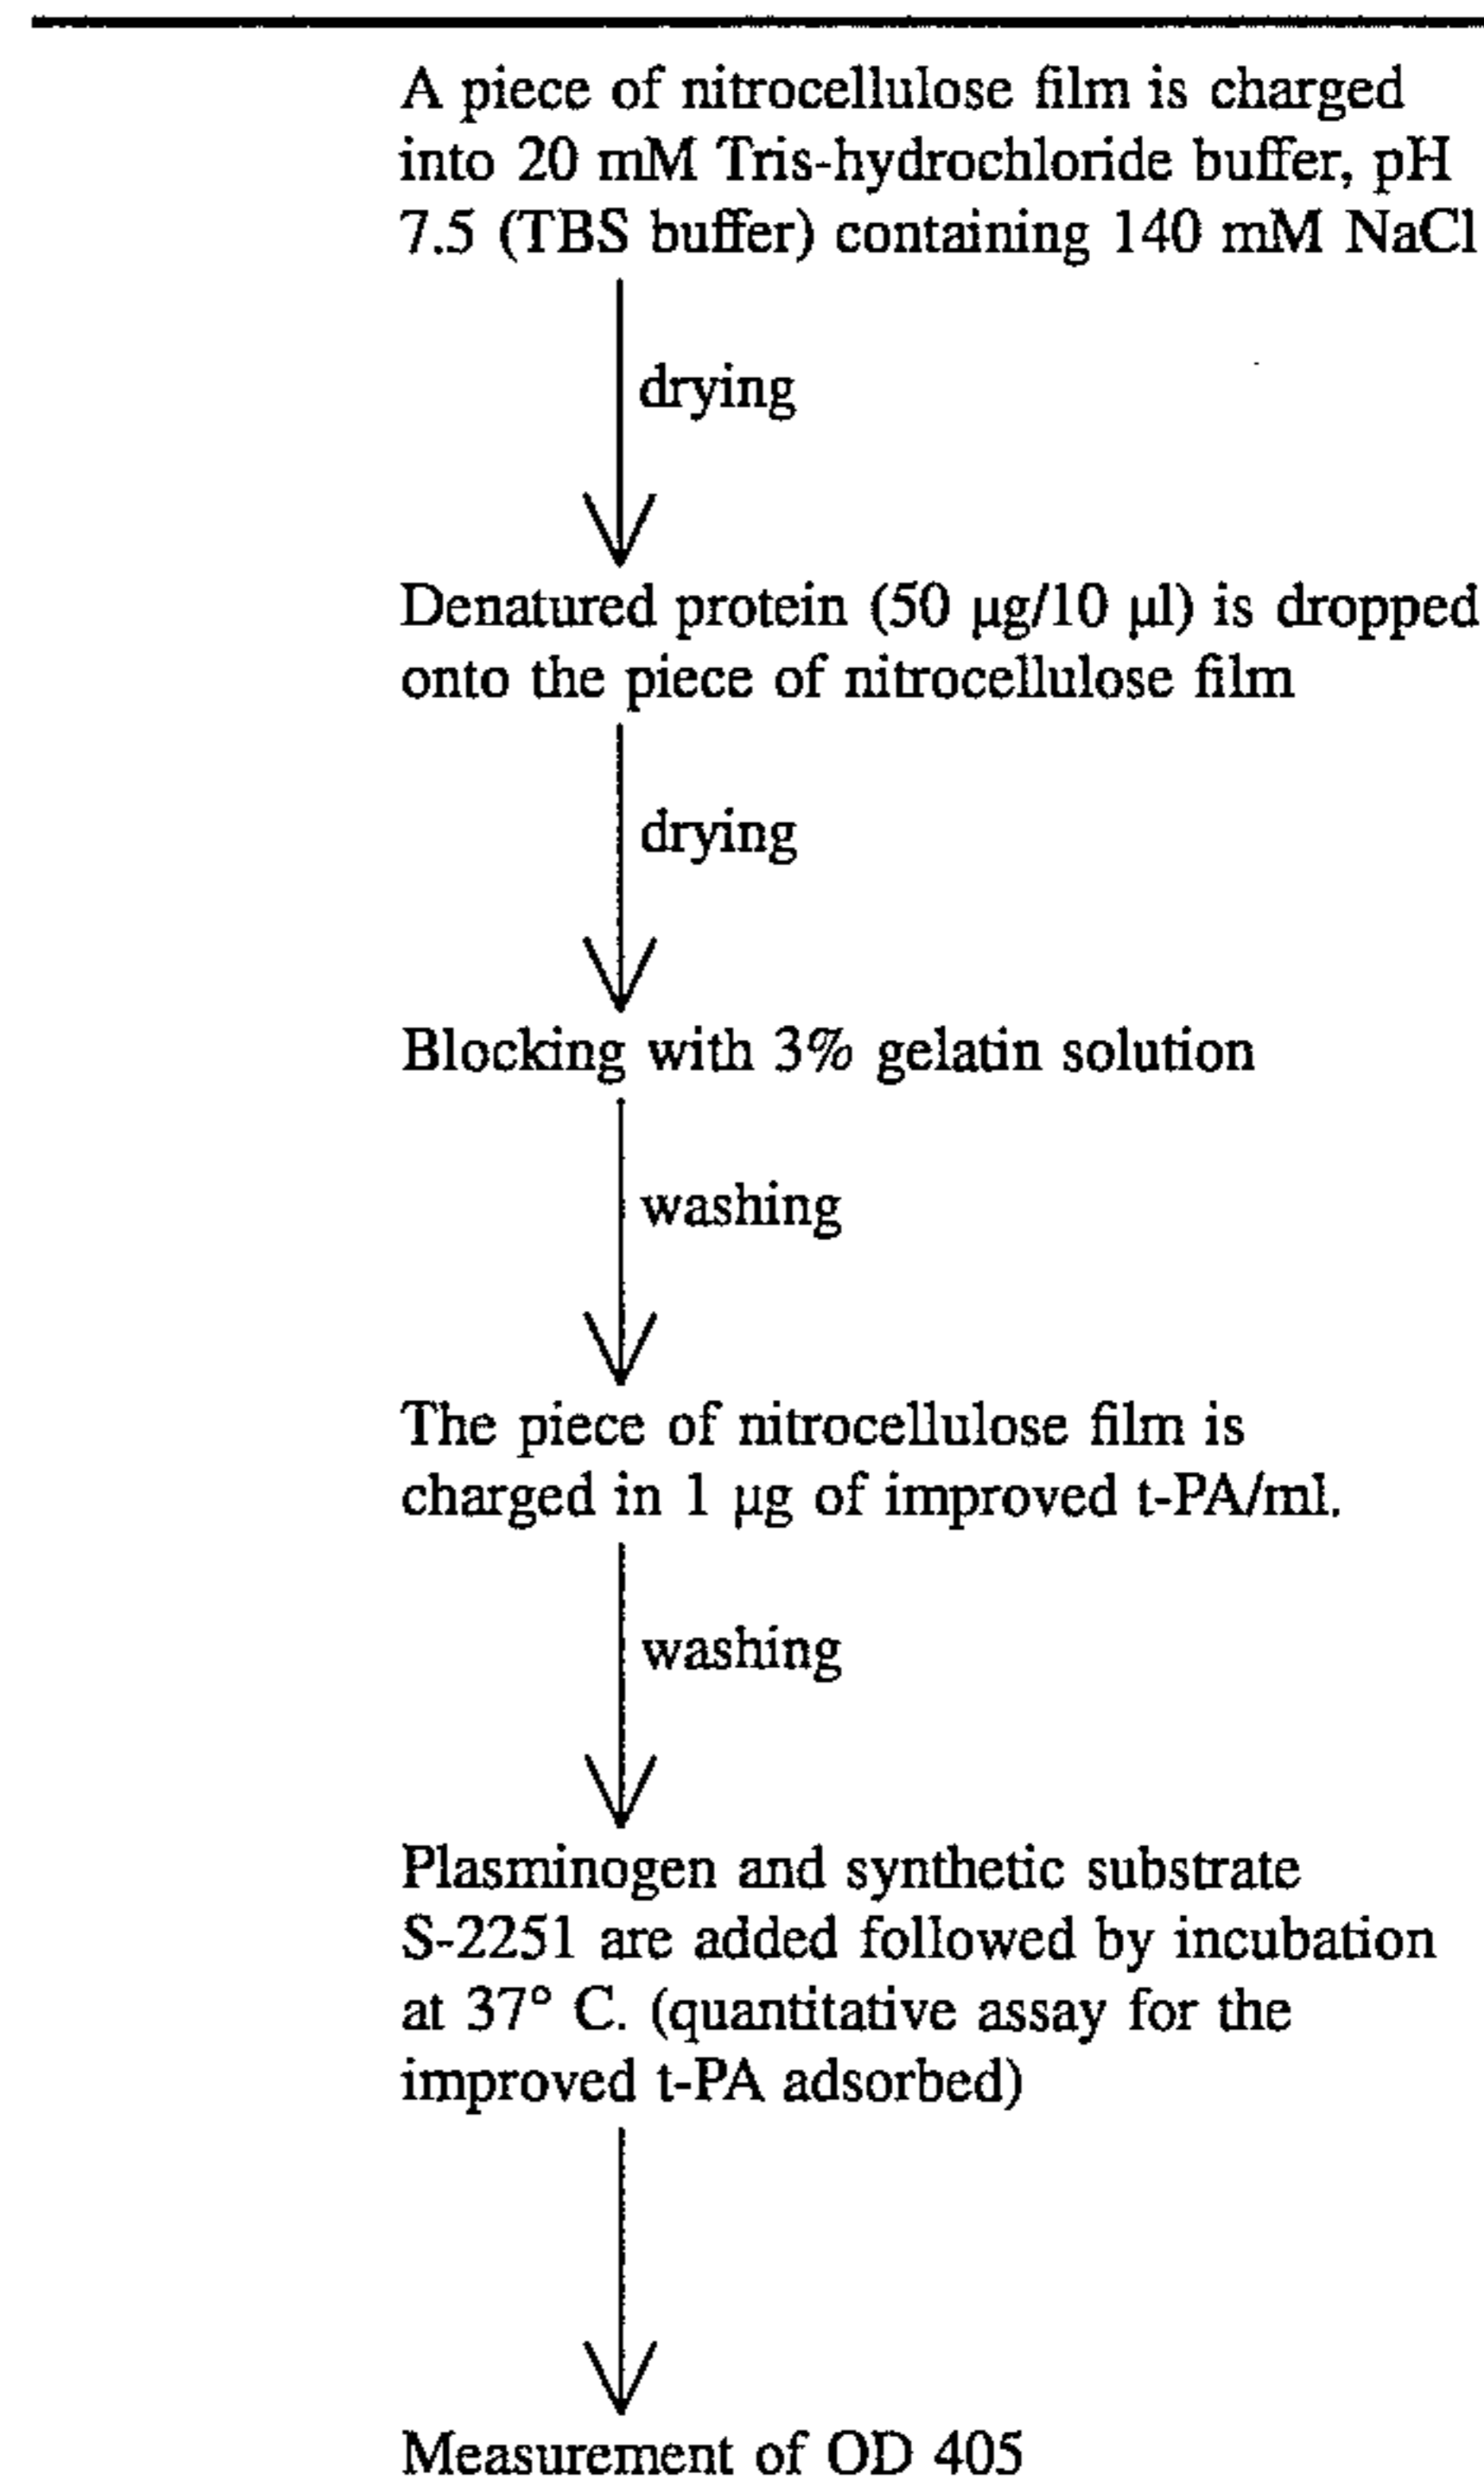 A piece of nitrocellulose film is charged
into 20 mM Tris-hydrochloride buffer, pH
7.5 (TBS buffer) containing 140 mM NaCl
drying
Denatured protein (50 µg/10 µl) is dropped
onto the piece of nitrocellulose film
drying
Blocking with 3% gelatin solution
washing
The piece of nitrocellulose film is
charged in 1 µg of improved t-PA/ml.
washing
Plasminogen and synthetic substrate
S-2251 are added followed by incubation
at 37° C. (quantitative assay for the
improved t-PA adsorbed)
Measurement of OD 405